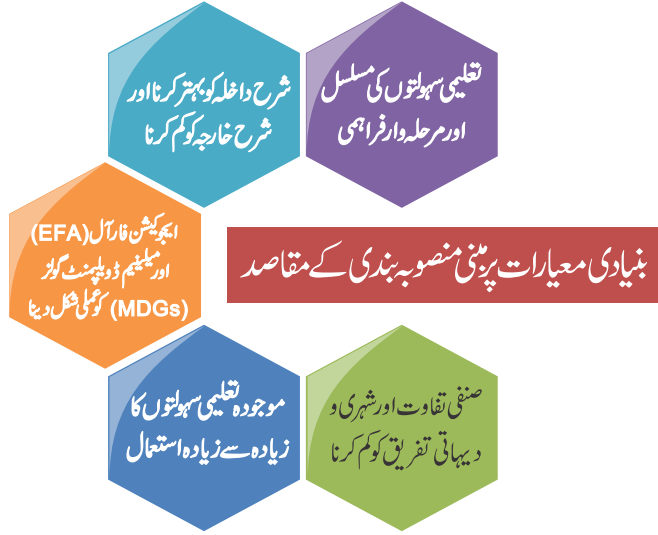 بنیادی معیارات پر مبنی منصوبہ بندی کے مقاصد
تعلیمی سہولتوں کی مسلسل
اور مرحلہ وار فراہمی
شرح داخلہ کو بہتر کرنا اور
شرح خارجہ کو کم کرنا
ایجوکیشن فار آل (EFA)
اور میلینیم ڈویلپمنٹ گولز
(MDGs) کو عملی شکل دینا
موجودہ تعلیمی سہولتوں کا
زیادہ سے زیادہ استعمال
صنفی تفاوت اور شہری و
دیہاتی تفریق کو کم کرنا